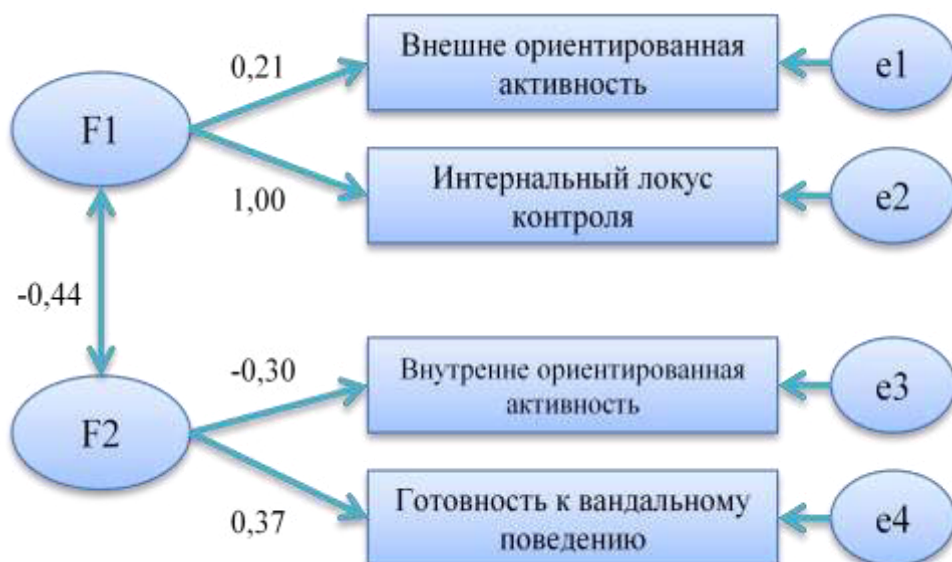 Внешне ориентированная
активность
e1
0,21
F1
Интернальный локус
контроля
e2
1,00
-0,44
-0,30
Внутренне ориентированная
активность
e3
F2
Готовность к вандальному
поведению
e4
0,37